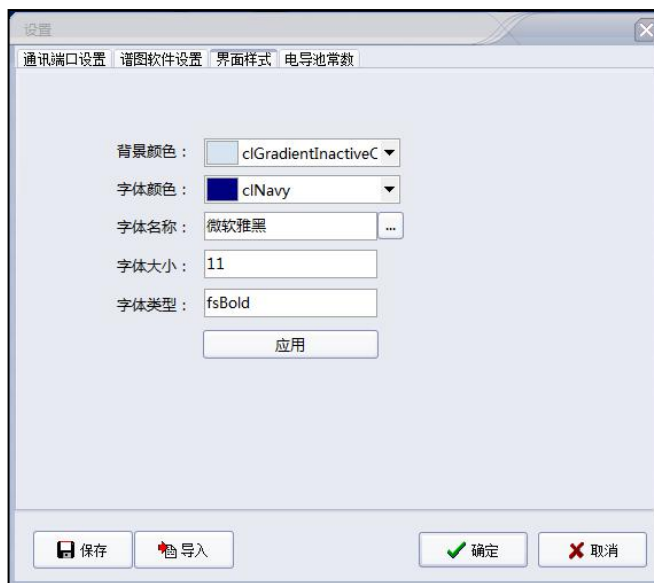 设置
通讯端口设置 谱图软件设置 界面样式 电导池常数
背景颜色： clGradientInactiveC
字体颜色： clNavy
字体名称： 微软雅黑 ...
字体大小： 11
字体类型： fsBold
应用
保存 导入 确定 取消